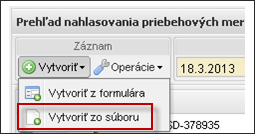 Prehľad nahlasovania priebehových mer
Záznam
Vytvoriť Operácie 18.3.2013
Vytvoriť z formulára
Vytvoriť zo súboru
SD-378935